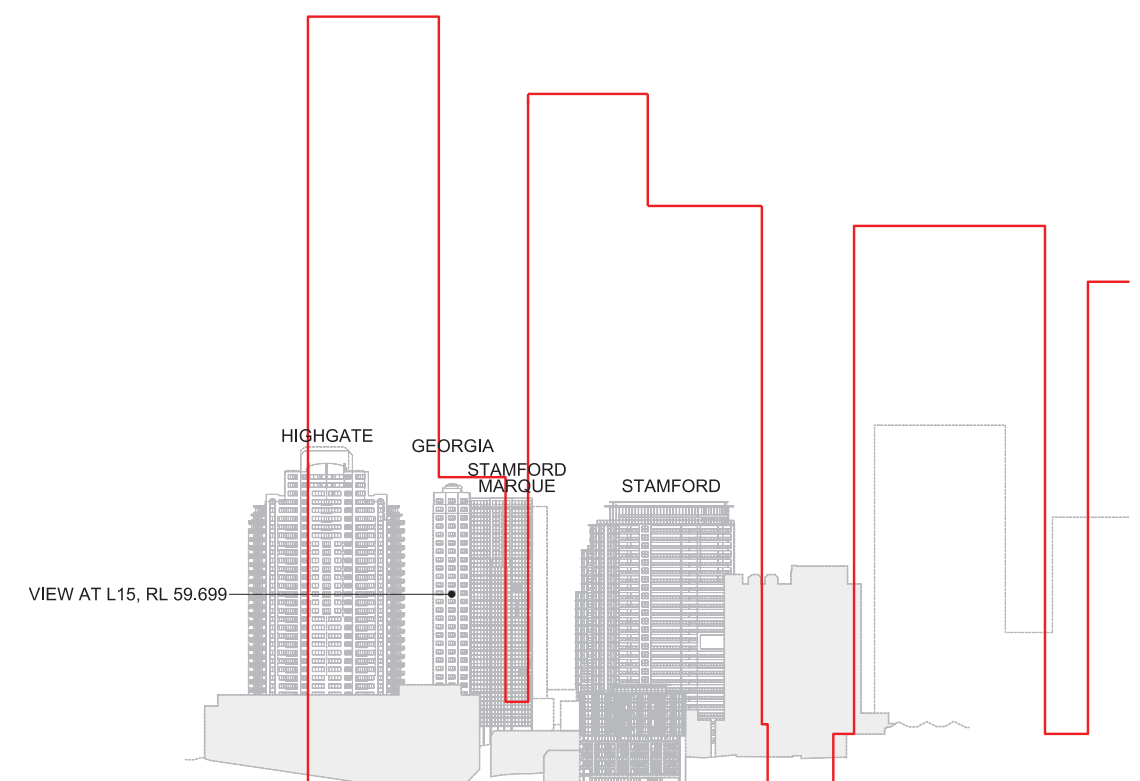 HIGHGATE
GEORGIA
STAMFORD
MARQUE
STAMFORD
VIEW AT L15, RL 59.699